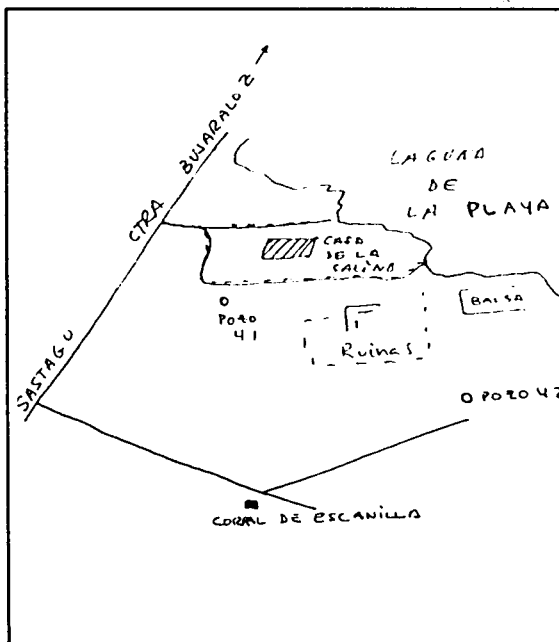 CTRA
BUJARALOZ
SASTAGO
LAGUNA
DE
LA PLAYA
CASA
DE LA
SALINA
BALSA
POZO
41
Ruinas
POZO 42
CORRAL DE ESCANILLA